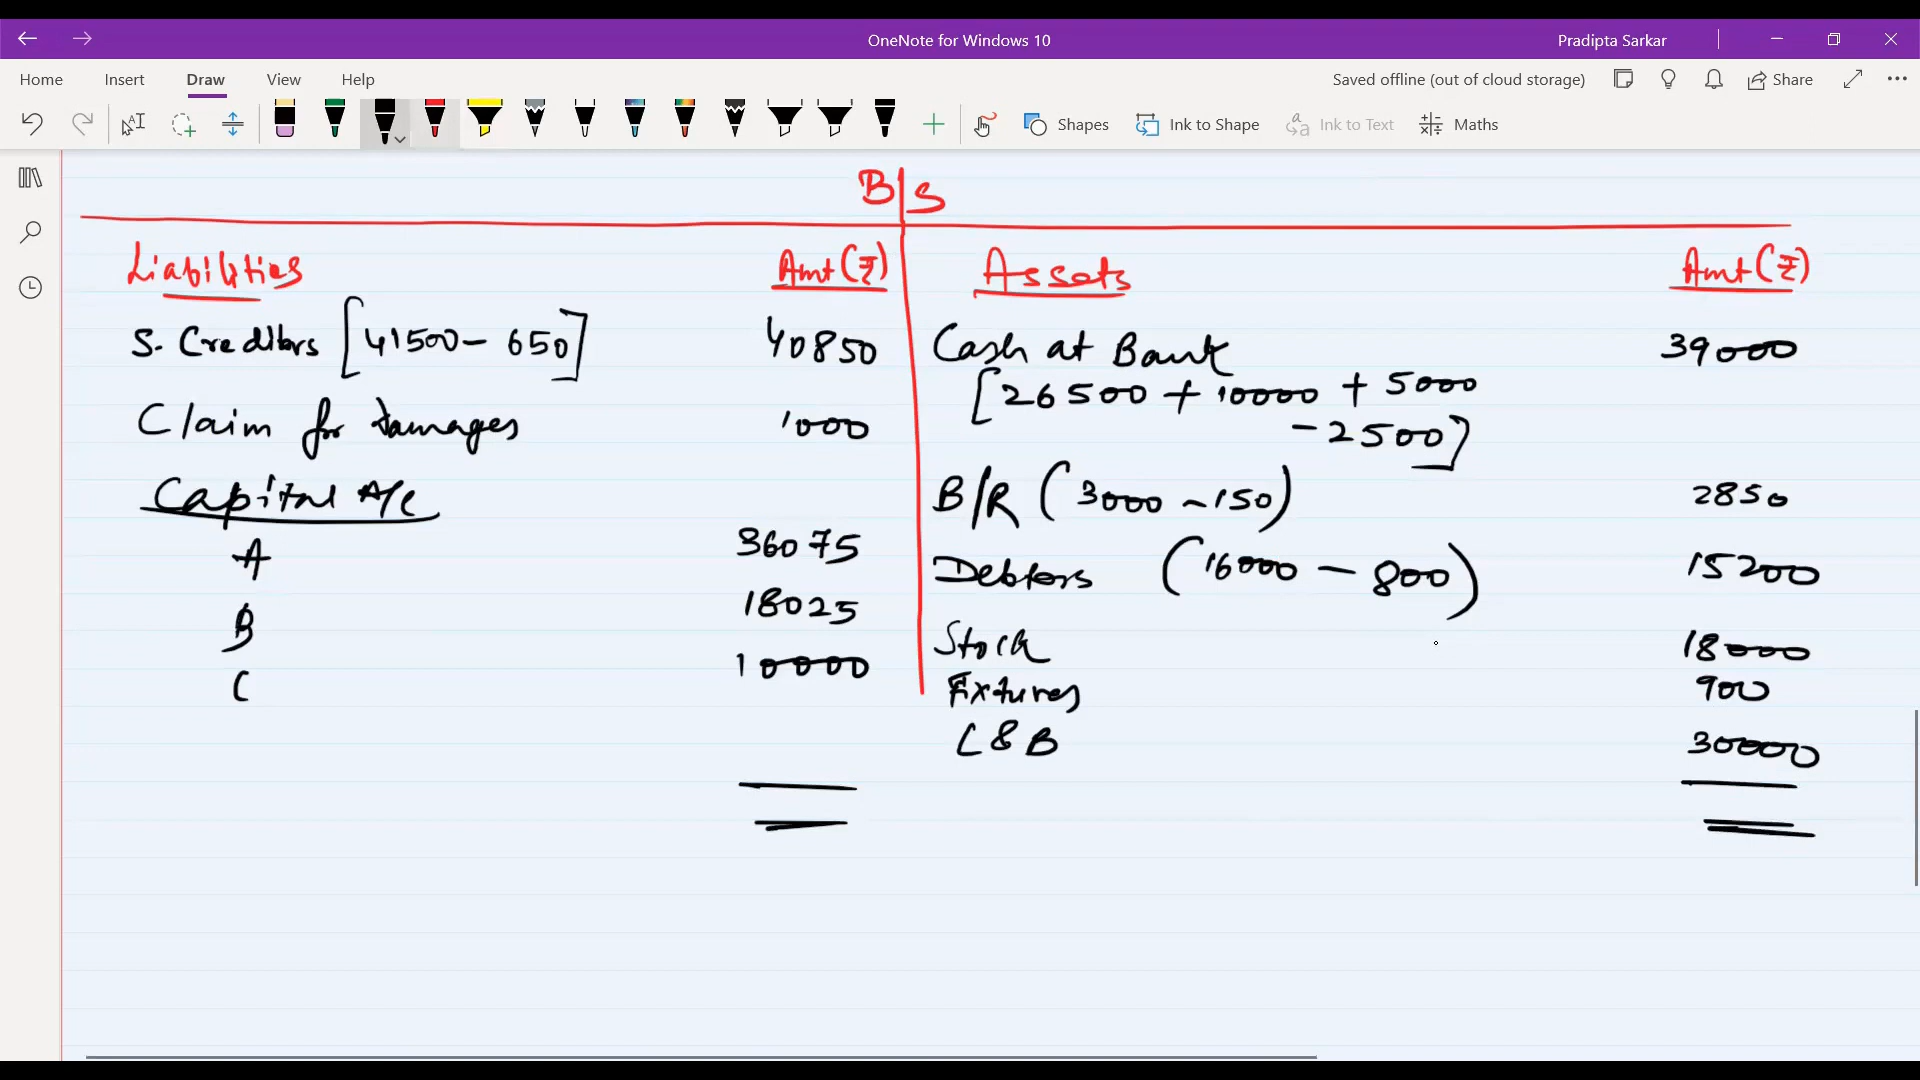 OneNote for Windows 10
Pradipta Sarkar
Home Insert Draw View Help
Saved offline (out of cloud storage)
Share
Shapes
Ink to Shape
Ink to Text
Maths
B/S
Liabilities Amt (₹) Assets Amt (₹)
S. Creditors [41500 - 650] 40850
Claim for damages 1000
Capital A/c
A 36075
B 18025
C 10000
Cash at Bank 39000
[26500 + 10000 + 5000
- 2500]
B/R (3000 - 150) 2850
Debtors (16000 - 800) 15200
Stock 18000
Fixtures 900
L & B 30000